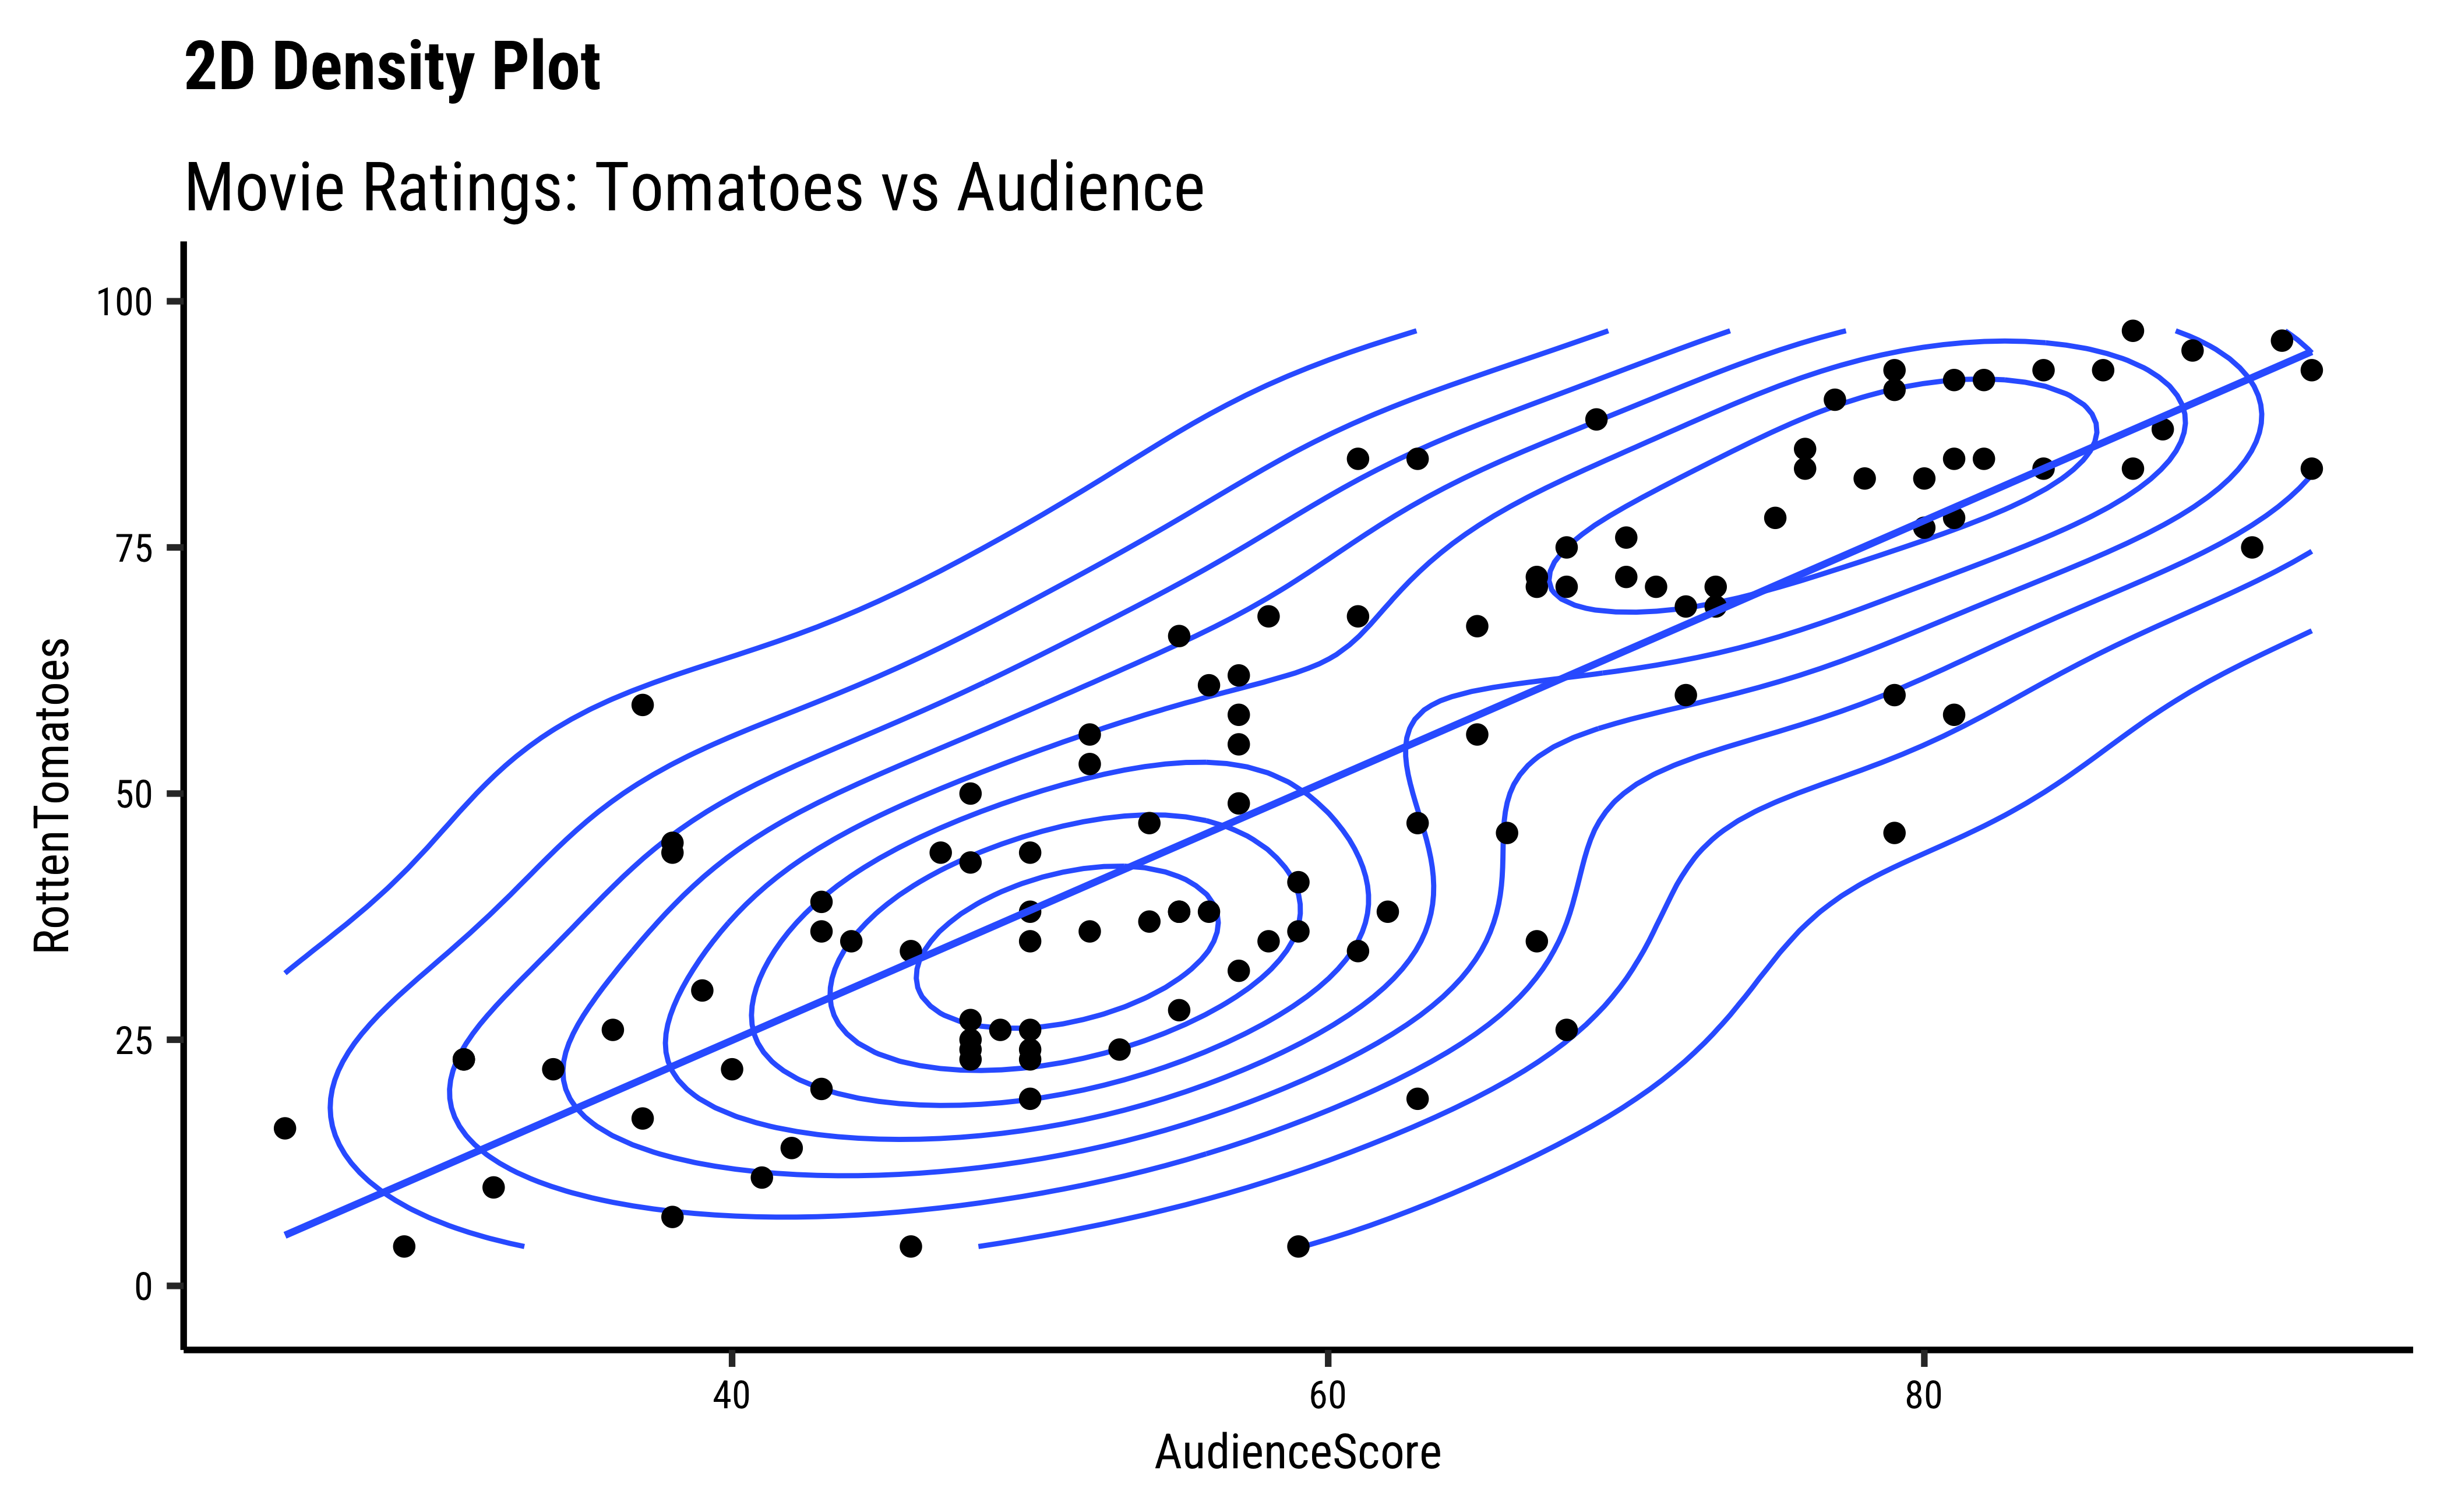 2D Density Plot
Movie Ratings: Tomatoes vs Audience
100
75
50
25
0
RottenTomatoes
40 60 80
AudienceScore